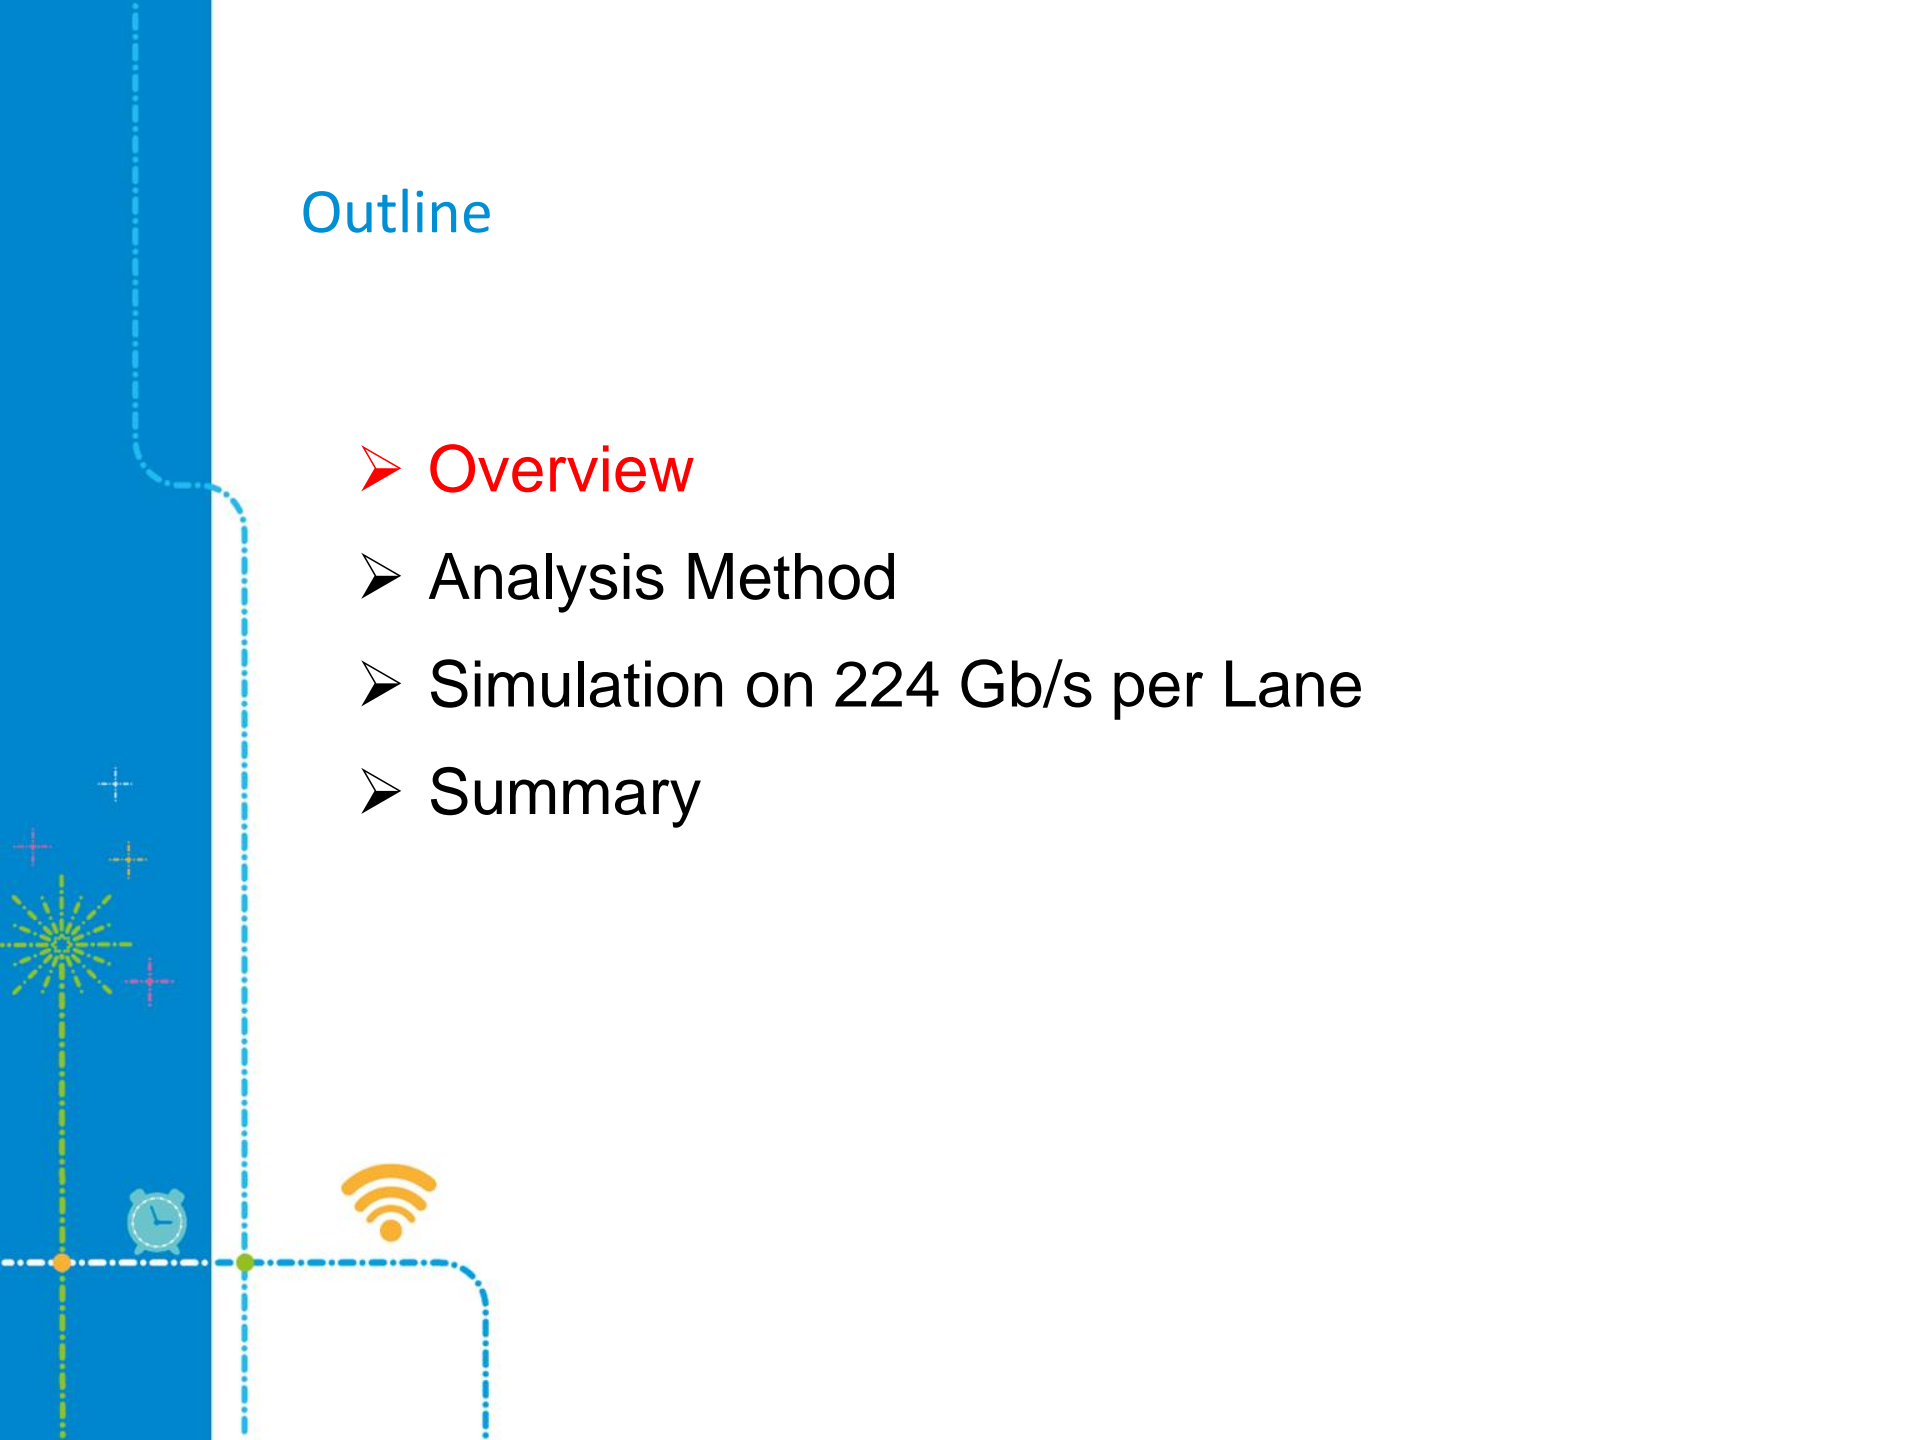 Outline
➢ Overview
➢ Analysis Method
➢ Simulation on 224 Gb/s per Lane
➢ Summary